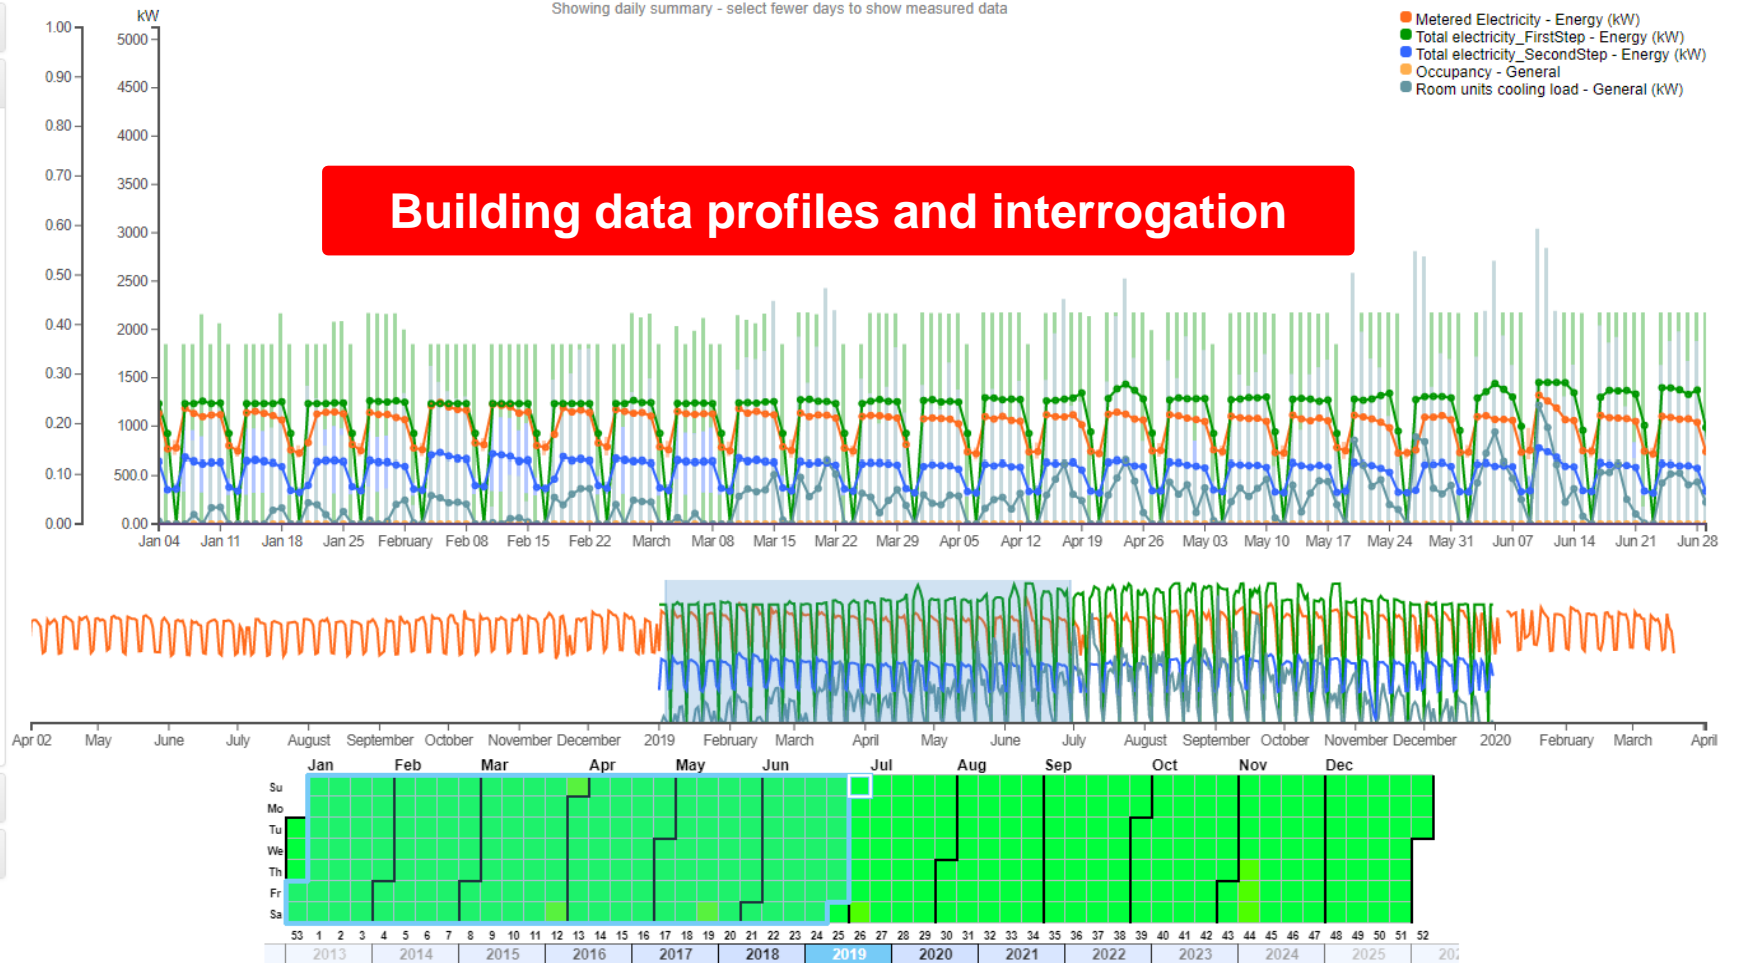 Showing daily summary - select fewer days to show measured data
kW
Metered Electricity - Energy (kW)
Total electricity_FirstStep - Energy (kW)
Total electricity_SecondStep - Energy (kW)
Occupancy - General
Room units cooling load - General (kW)
1.00
0.90
0.80
0.70
0.60
0.50
0.40
0.30
0.20
0.10
0.00
5000
4500
4000
3500
3000
2500
2000
1500
1000
500.0
0.00
Building data profiles and interrogation
Jan 04 Jan 11 Jan 18 Jan 25 February Feb 08 Feb 15 Feb 22 March Mar 08 Mar 15 Mar 22 Mar 29 Apr 05 Apr 12 Apr 19 Apr 26 May 03 May 10 May 17 May 24 May 31 Jun 07 Jun 14 Jun 21 Jun 28
Apr 02 May June July August September October November December 2019 February March April May June July August September October November December 2020 February March April
Jan Feb Mar Apr May Jun Jul Aug Sep Oct Nov Dec
Su
Mo
Tu
We
Th
Fr
Sa
53 1 2 3 4 5 6 7 8 9 10 11 12 13 14 15 16 17 18 19 20 21 22 23 24 25 26 27 28 29 30 31 32 33 34 35 36 37 38 39 40 41 42 43 44 45 46 47 48 49 50 51 52
2013 2014 2015 2016 2017 2018 2019 2020 2021 2022 2023 2024 2025